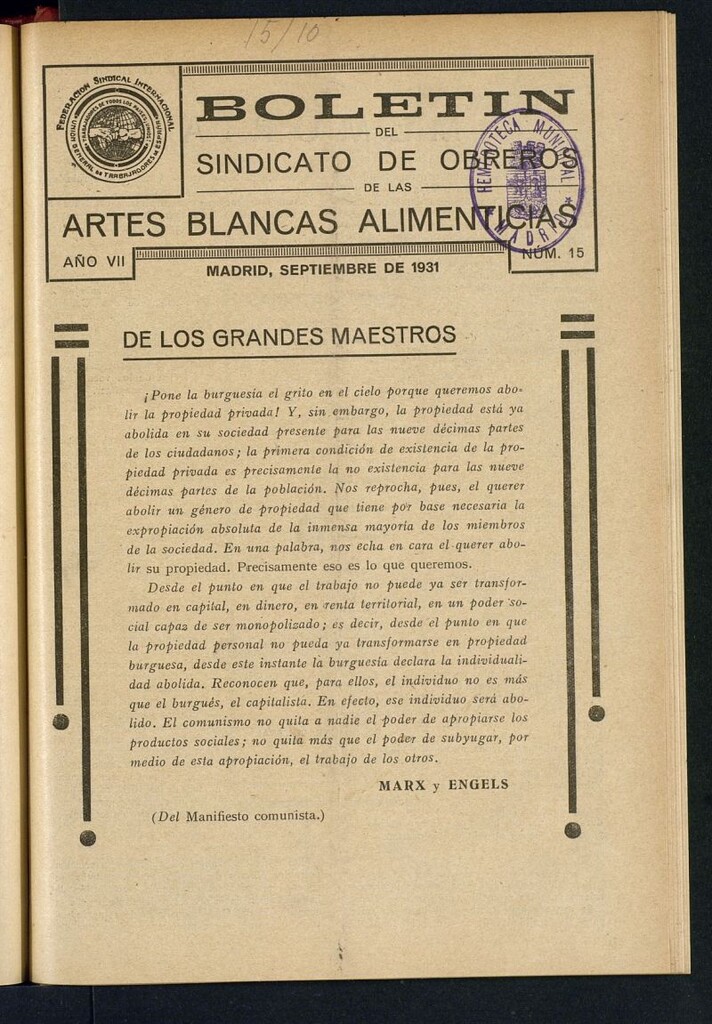 15/10
FEDERACIÓN SINDICAL INTERNACIONAL
UNIÓN GENERAL DE TRABAJADORES DE ESPAÑA
BOLETIN
DEL
SINDICATO DE OBREROS
DE LAS
ARTES BLANCAS ALIMENTICIAS
HEMEROTECA MUNICIPAL
MADRID
AÑO VII
NÚM. 15
MADRID, SEPTIEMBRE DE 1931
DE LOS GRANDES MAESTROS
¡Pone la burguesía el grito en el cielo porque queremos abo-
lir la propiedad privada! Y, sin embargo, la propiedad está ya
abolida en su sociedad presente para las nueve décimas partes
de los ciudadanos; la primera condición de existencia de la pro-
piedad privada es precisamente la no existencia para las nueve
décimas partes de la población. Nos reprocha, pues, el querer
abolir un género de propiedad que tiene por base necesaria la
expropiación absoluta de la inmensa mayoría de los miembros
de la sociedad. En una palabra, nos echa en cara el querer abo-
lir su propiedad. Precisamente eso es lo que queremos.
Desde el punto en que el trabajo no puede ya ser transfor-
mado en capital, en dinero, en renta territorial, en un poder so-
cial capaz de ser monopolizado; es decir, desde el punto en que
la propiedad personal no pueda ya transformarse en propiedad
burguesa, desde este instante la burguesía declara la individuali-
dad abolida. Reconocen que, para ellos, el individuo no es más
que el burgués, el capitalista. En efecto, ese individuo será abo-
lido. El comunismo no quita a nadie el poder de apropiarse los
productos sociales; no quita más que el poder de subyugar, por
medio de esta apropiación, el trabajo de los otros.
MARX y ENGELS
(Del Manifiesto comunista.)